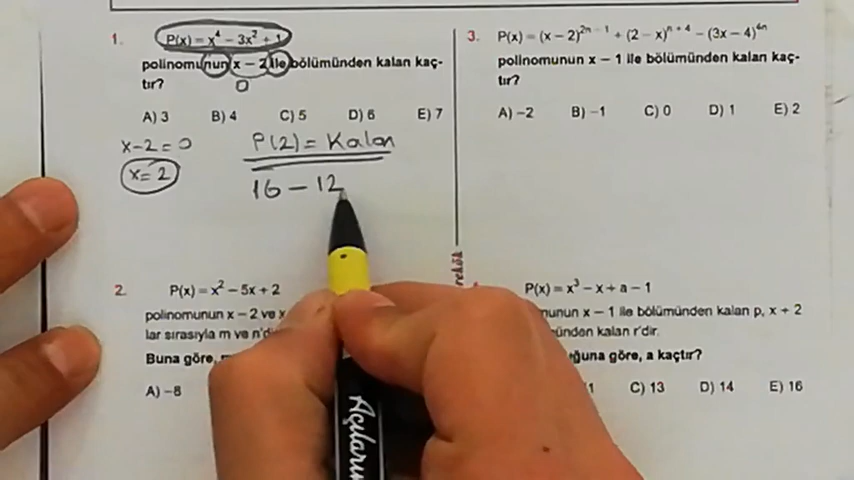 1. P(x) = x⁴ – 3x² + 1
polinomunun x – 2 ile bölümünden kalan kaç-
tır?
A) 3 B) 4 C) 5 D) 6 E) 7
x-2=0
x=2
0
P(2) = Kalan
16 – 12
2. P(x) = x² – 5x + 2
polinomunun x – 2 ve x
lar sırasıyla m ve n'di
Buna göre,
A) –8
3. P(x) = (x – 2)²ⁿ ⁻ ¹ + (2 – x)ⁿ ⁺ ⁴ – (3x – 4)⁶ⁿ
polinomunun x – 1 ile bölümünden kalan kaç-
tır?
A) –2 B) –1 C) 0 D) 1 E) 2
P(x) = x³ – x + a – 1
nunun x – 1 ile bölümünden kalan p, x + 2
ünden kalan r'dir.
ğuna göre, a kaçtır?
C) 13 D) 14 E) 16
Açıların